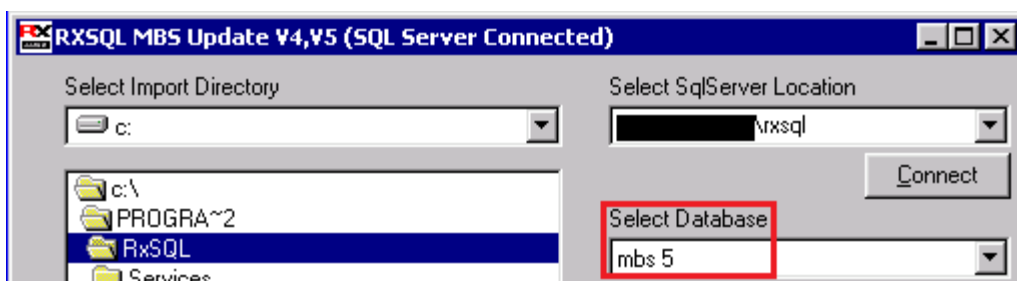 RX RXSQL MBS Update V4,V5 (SQL Server Connected)
Select Import Directory
c:
c:\
PROGRA~2
RxSQL
Services
Select SqlServer Location
\rxsql
Connect
Select Database
mbs 5